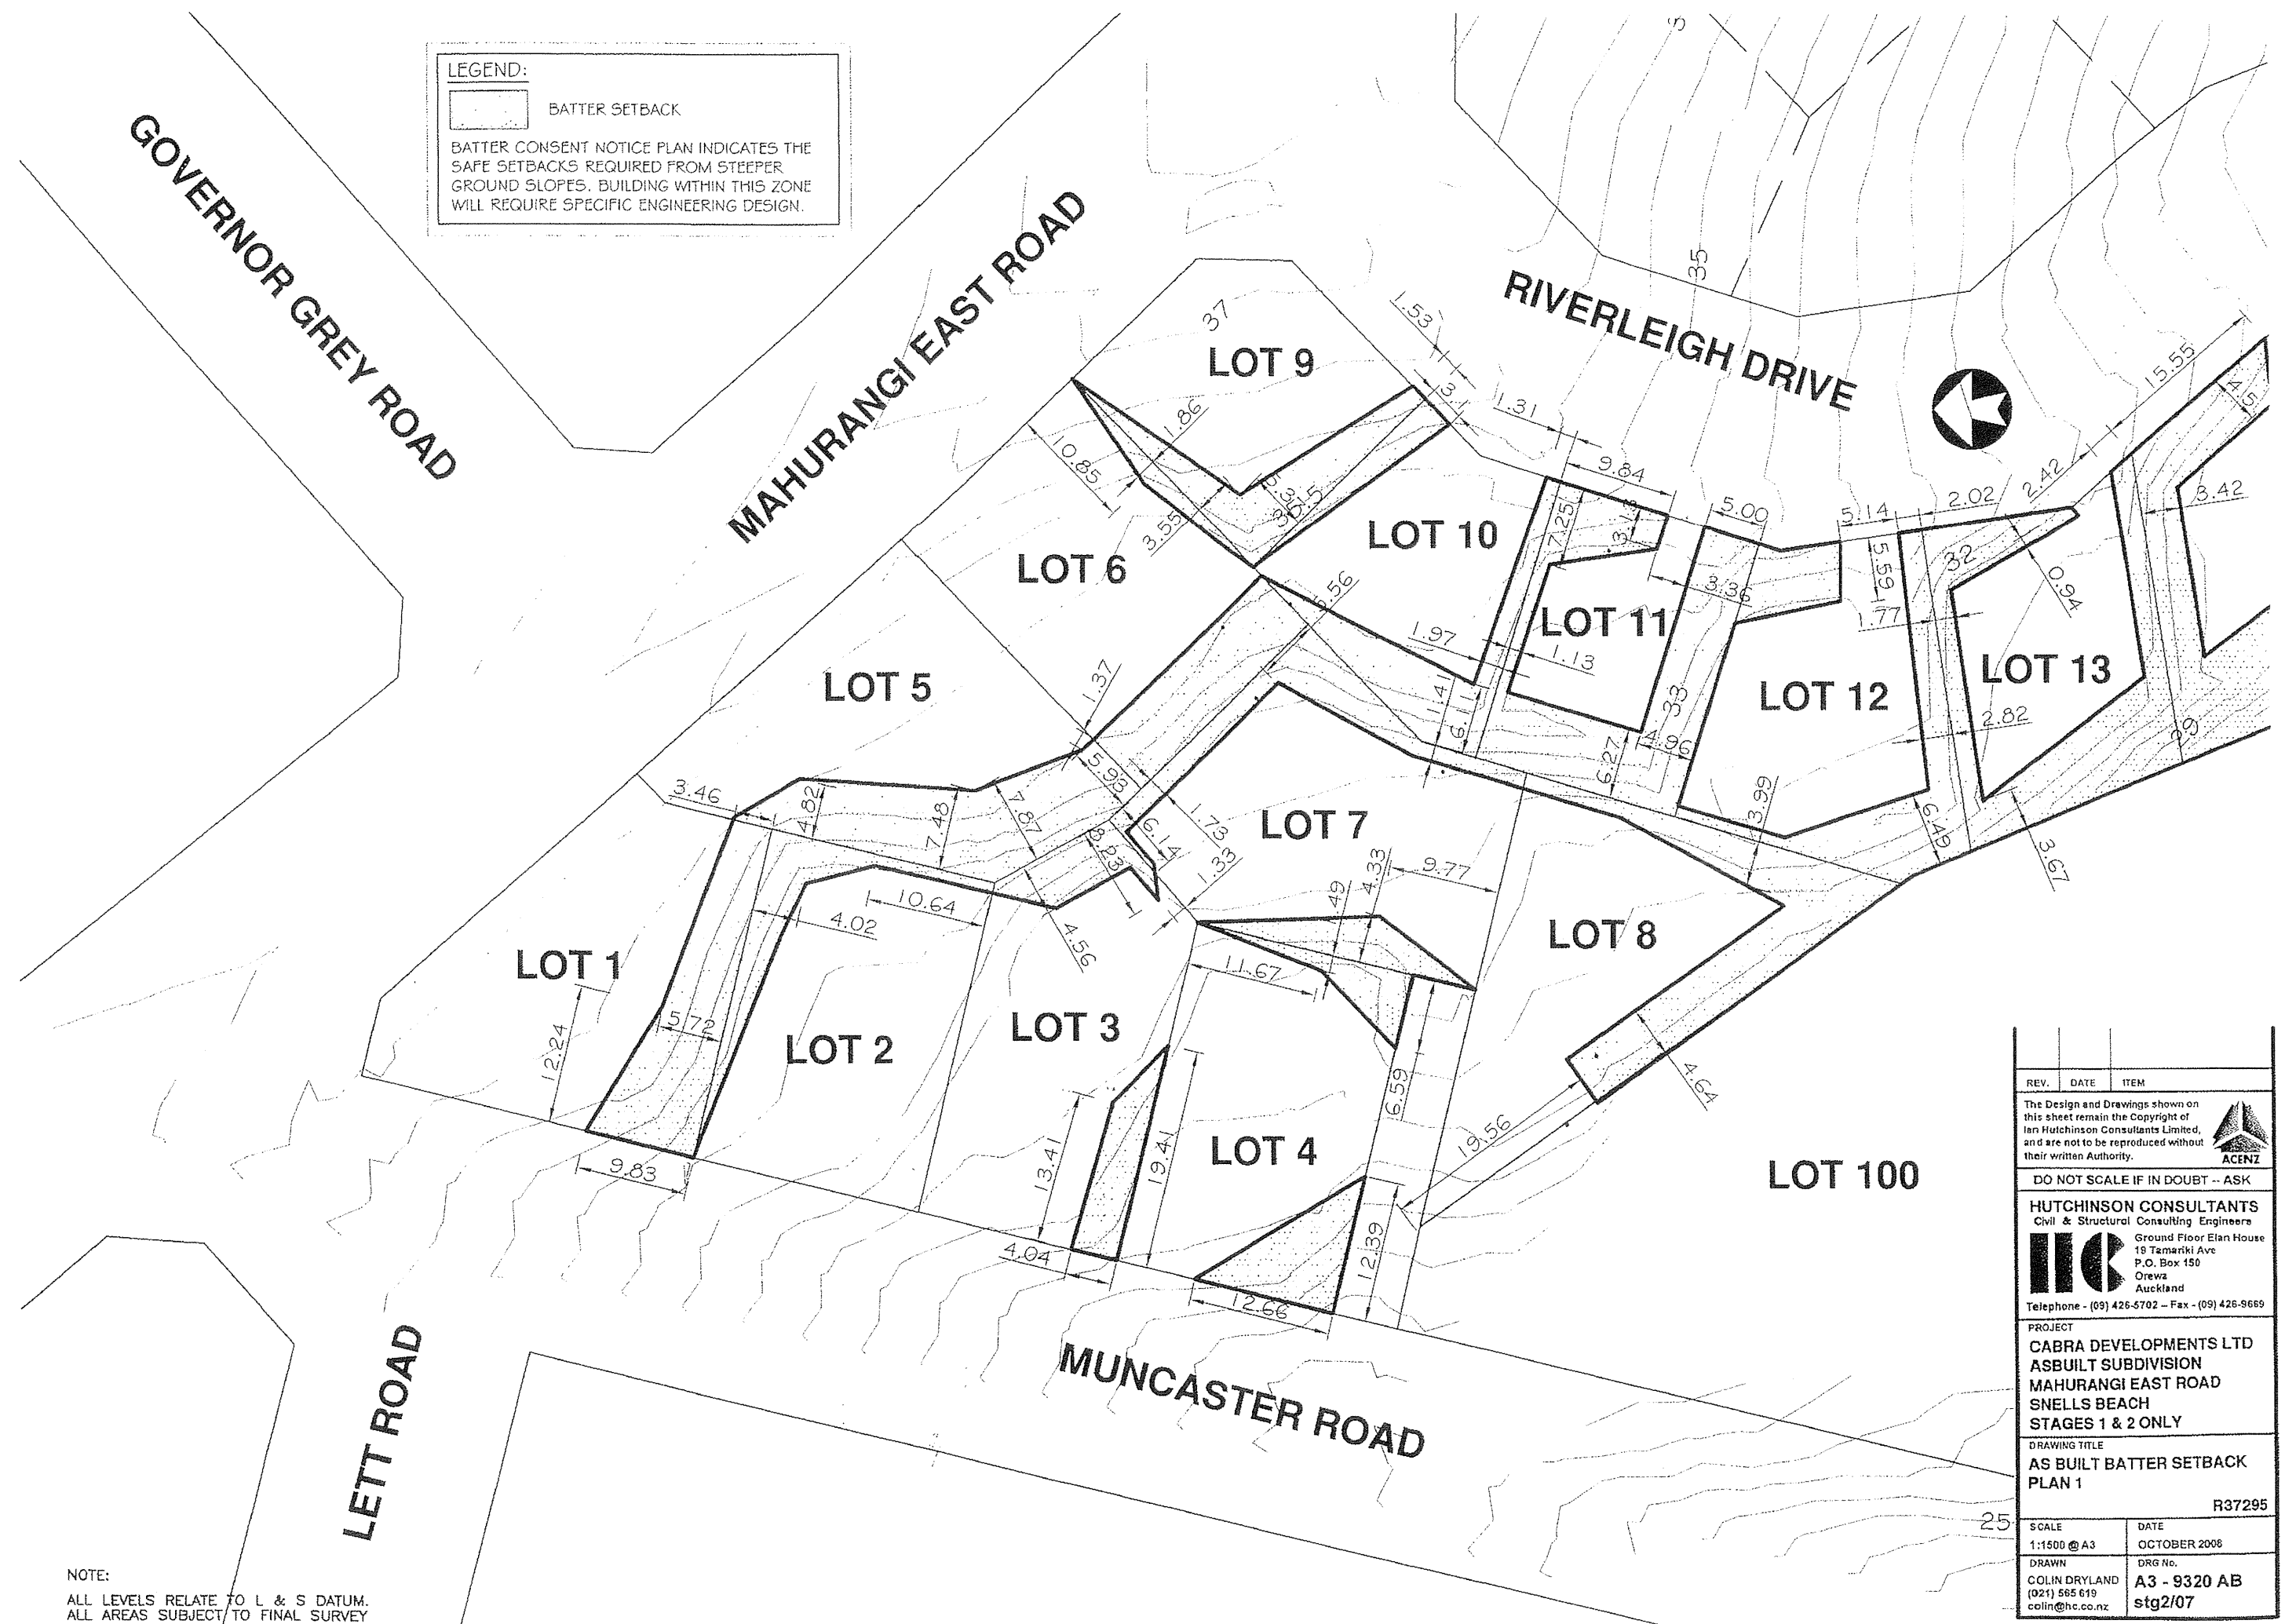 LEGEND:
BATTER SETBACK
BATTER CONSENT NOTICE PLAN INDICATES THE
SAFE SETBACKS REQUIRED FROM STEEPER
GROUND SLOPES. BUILDING WITHIN THIS ZONE
WILL REQUIRE SPECIFIC ENGINEERING DESIGN.
GOVERNOR GREY ROAD
MAHURANGI EAST ROAD
RIVERLEIGH DRIVE
35
37
LOT 9
1.53
3.1
1.31
9.84
15.55
4.5
1.86
10.85
3.55
LOT 10
7.25
5.00
5.14
2.02
2.42
3.42
LOT 6
5.56
5.59
32
0.94
3.36
1.77
LOT 11
1.97
1.13
LOT 5
1.37
1.41
6.1
33
LOT 12
LOT 13
2.82
39
4.96
6.27
3.46
4.82
7.48
7.87
5.93
1.73
6.14
1.33
8.23
LOT 7
3.99
6.49
3.67
4.33
9.77
49
10.64
4.02
4.56
LOT 8
LOT 1
11.67
5.72
12.24
LOT 2
LOT 3
6.59
4.64
19.56
13.41
19.41
LOT 4
LOT 100
9.83
4.04
12.66
12.39
MUNCASTER ROAD
LETT ROAD
25
NOTE:
ALL LEVELS RELATE TO L & S DATUM.
ALL AREAS SUBJECT TO FINAL SURVEY
REV. DATE ITEM
The Design and Drawings shown on
this sheet remain the Copyright of
Ian Hutchinson Consultants Limited,
and are not to be reproduced without
their written Authority.
ACENZ
DO NOT SCALE IF IN DOUBT -- ASK
HUTCHINSON CONSULTANTS
Civil & Structural Consulting Engineers
HC
Ground Floor Elan House
19 Tamariki Ave
P.O. Box 150
Orewa
Auckland
Telephone - (09) 426-5702 -- Fax - (09) 426-9669
PROJECT
CABRA DEVELOPMENTS LTD
ASBUILT SUBDIVISION
MAHURANGI EAST ROAD
SNELLS BEACH
STAGES 1 & 2 ONLY
DRAWING TITLE
AS BUILT BATTER SETBACK
PLAN 1
R37295
SCALE
1:1500 @ A3
DATE
OCTOBER 2008
DRAWN
COLIN DRYLAND
(021) 565 619
colin@hc.co.nz
DRG No.
A3 - 9320 AB
stg2/07